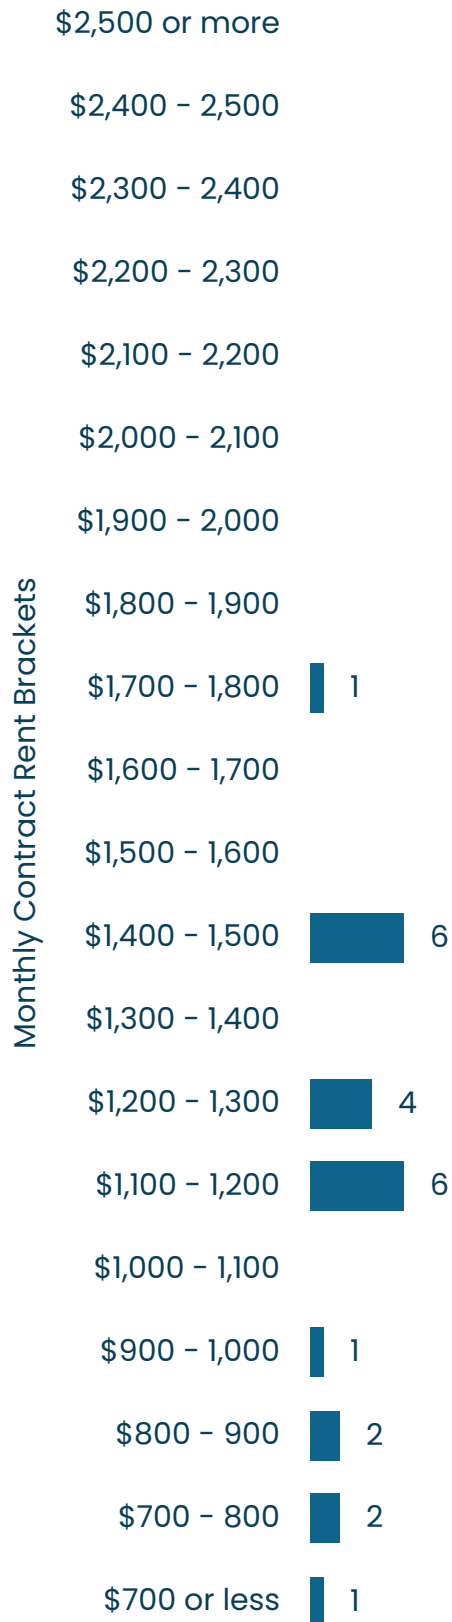 Monthly Contract Rent Brackets
$2,500 or more
$2,400 - 2,500
$2,300 - 2,400
$2,200 - 2,300
$2,100 - 2,200
$2,000 - 2,100
$1,900 - 2,000
$1,800 - 1,900
$1,700 - 1,800 1
$1,600 - 1,700
$1,500 - 1,600
$1,400 - 1,500 6
$1,300 - 1,400
$1,200 - 1,300 4
$1,100 - 1,200 6
$1,000 - 1,100
$900 - 1,000 1
$800 - 900 2
$700 - 800 2
$700 or less 1